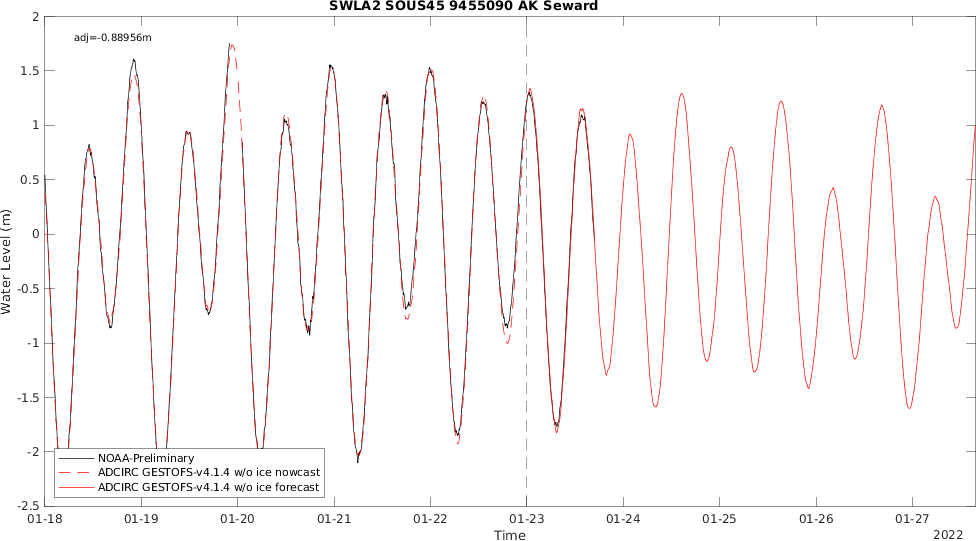 SWLA2 SOUS45 9455090 AK Seward
adj=-0.88956m
Water Level (m)
2
1.5
1
0.5
0
-0.5
-1
-1.5
-2
-2.5
NOAA-Preliminary
ADCIRC GESTOFS-v4.1.4 w/o ice nowcast
ADCIRC GESTOFS-v4.1.4 w/o ice forecast
01-18 01-19 01-20 01-21 01-22 01-23 01-24 01-25 01-26 01-27
Time
2022